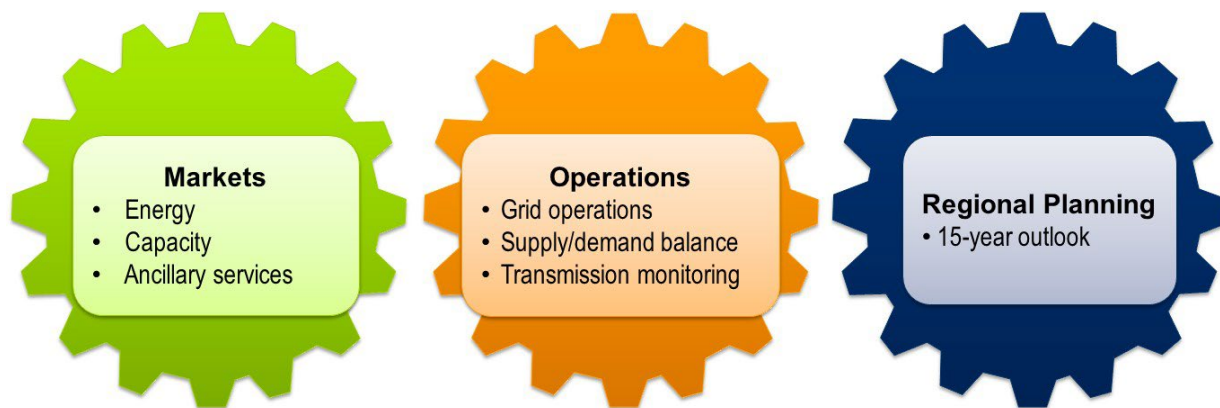 Markets
• Energy
• Capacity
• Ancillary services
Operations
• Grid operations
• Supply/demand balance
• Transmission monitoring
Regional Planning
• 15-year outlook